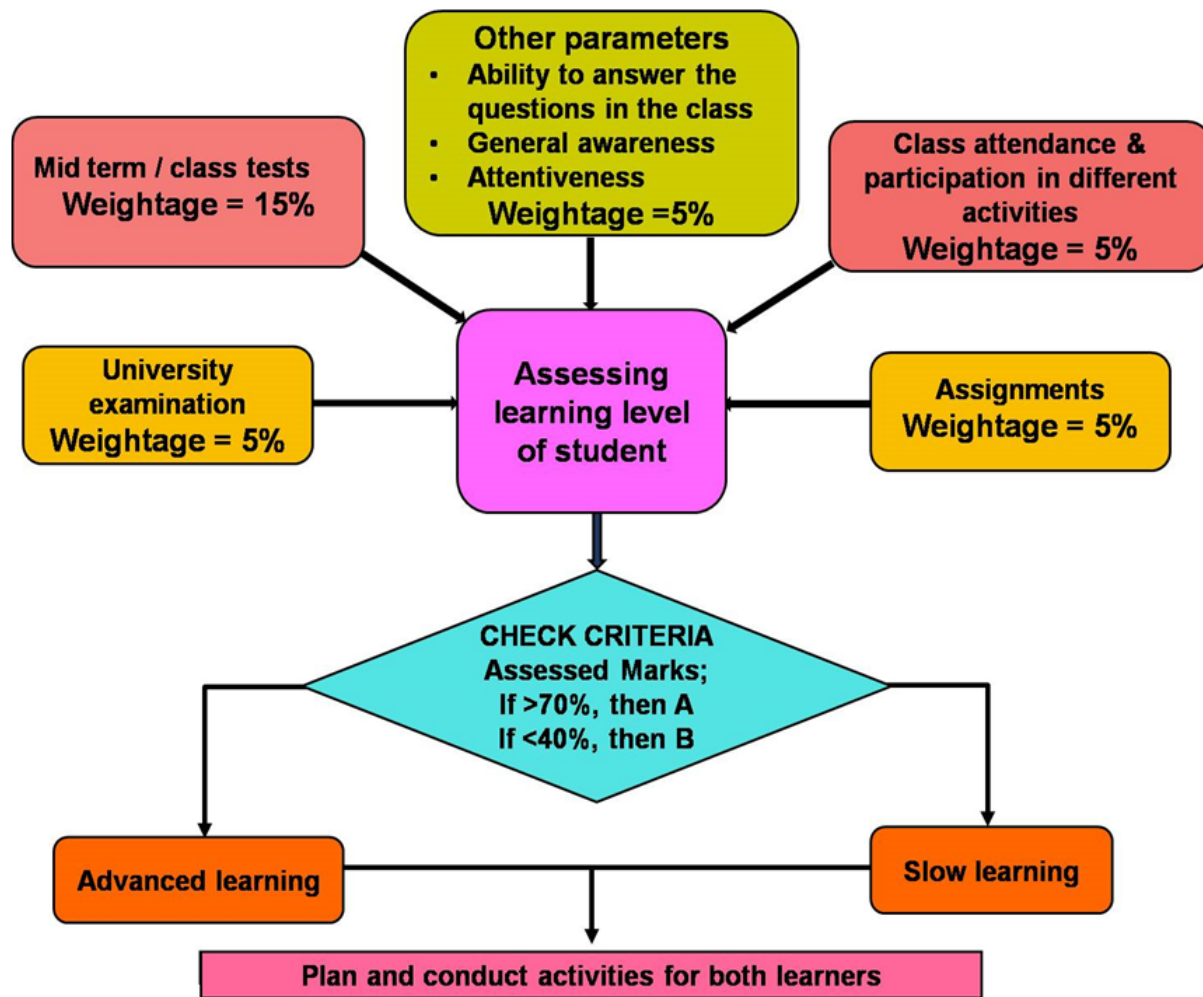 Other parameters
· Ability to answer the
questions in the class
· General awareness
· Attentiveness
Weightage =5%
Mid term / class tests
Weightage = 15%
Class attendance &
participation in different
activities
Weightage = 5%
University
examination
Weightage = 5%
Assessing
learning level
of student
Assignments
Weightage = 5%
CHECK CRITERIA
Assessed Marks;
If >70%, then A
If <40%, then B
Advanced learning
Slow learning
Plan and conduct activities for both learners